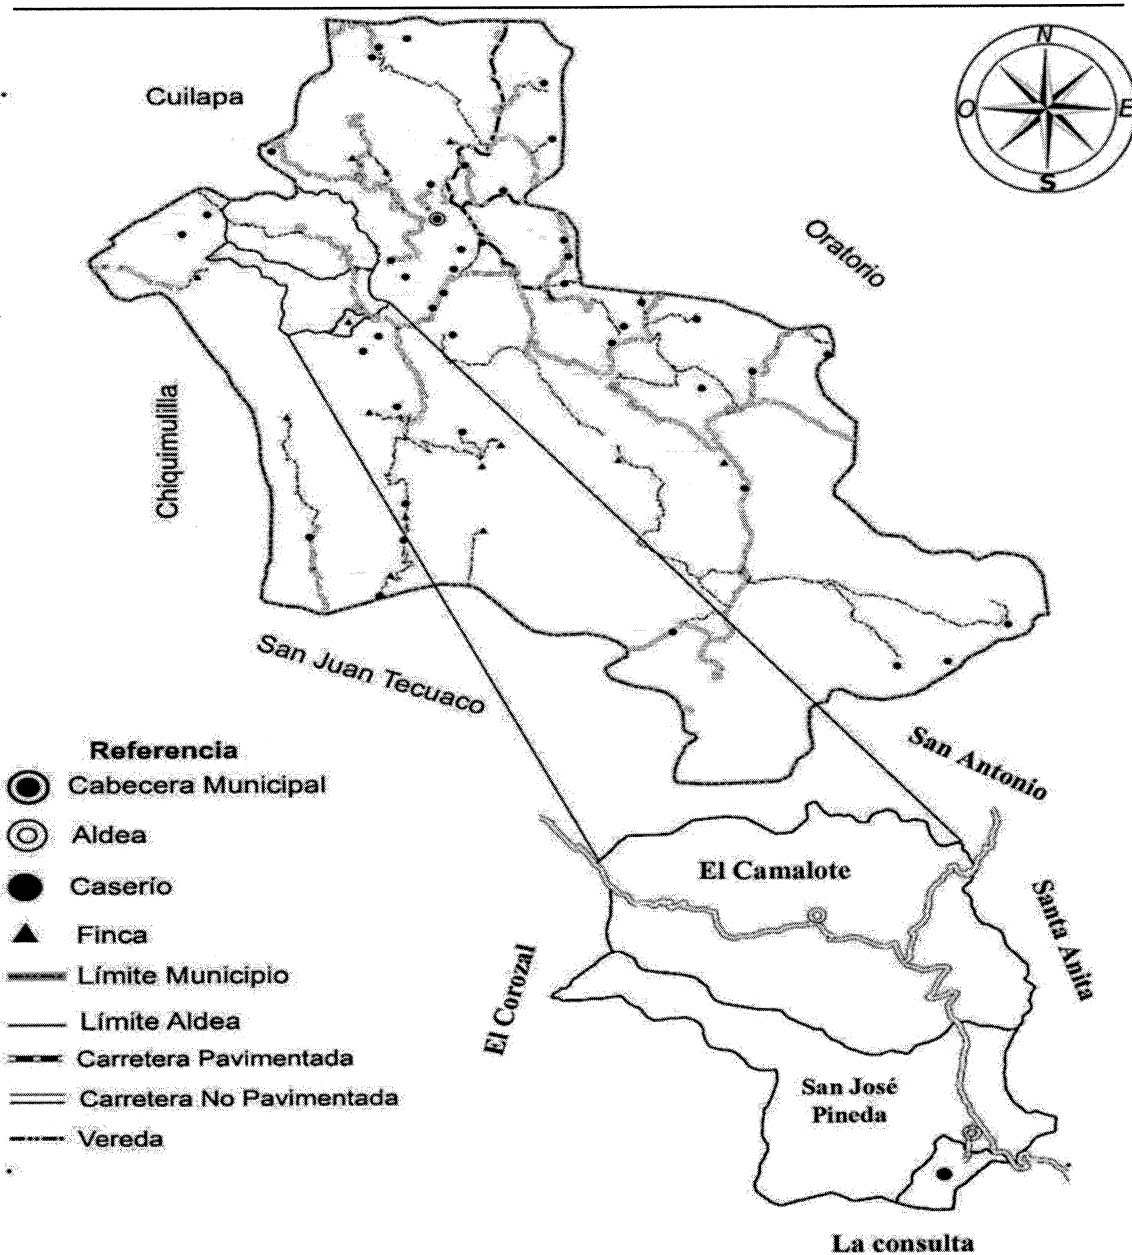 N
Cuilapa
O
E
S
Oratorio
Chiquimulilla
San Juan Tecuaco
San Antonio
Referencia
Cabecera Municipal
Aldea
Caserío
Finca
Límite Municipio
Límite Aldea
Carretera Pavimentada
Carretera No Pavimentada
Vereda
El Camalote
Santa Anita
El Corozal
San José
Pineda
La consulta